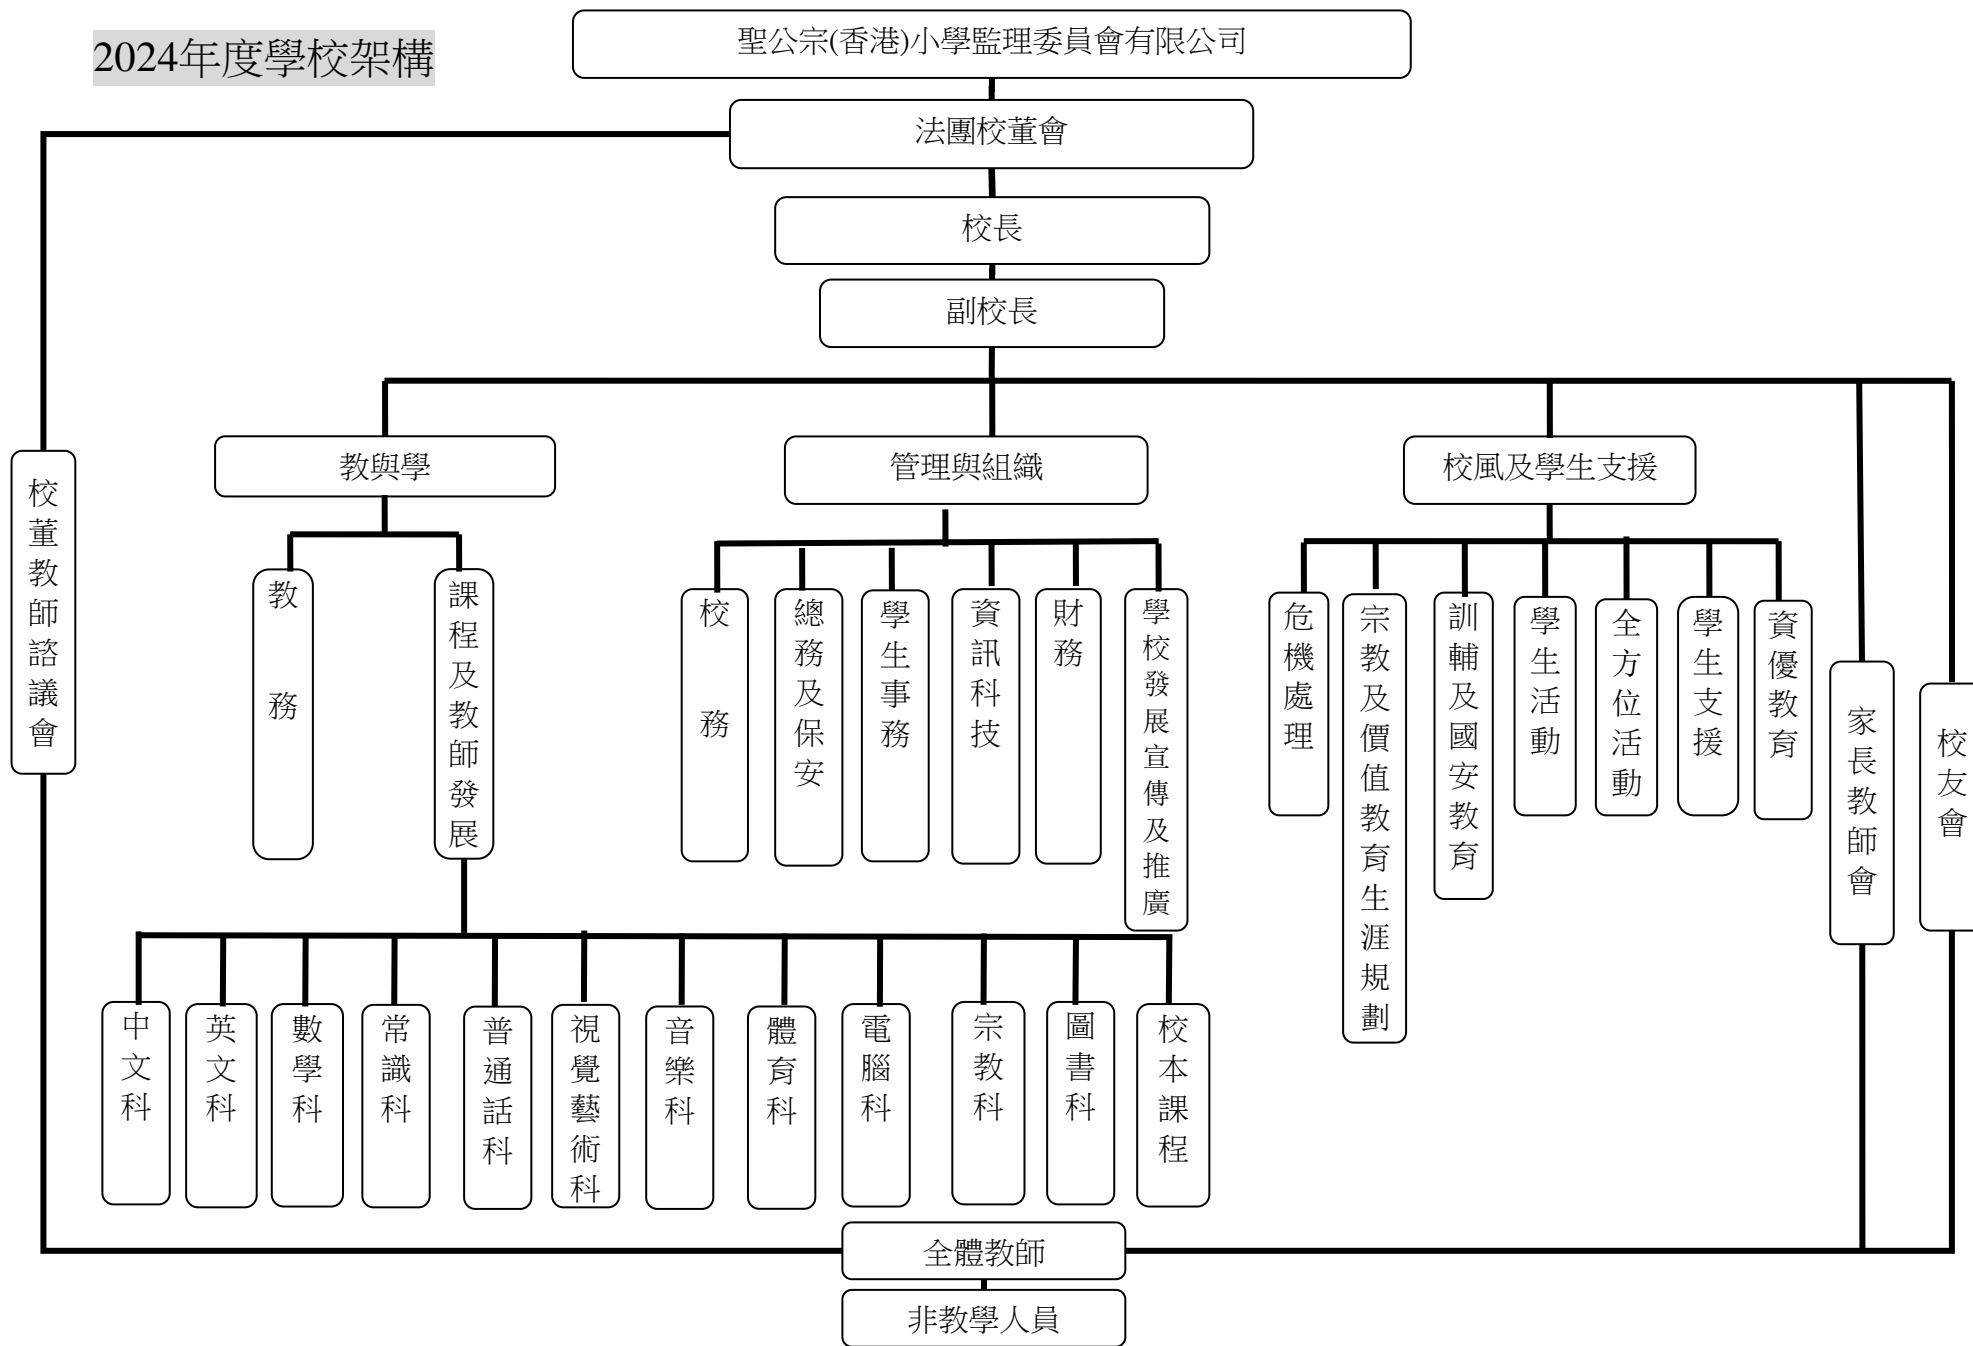 2024年度學校架構
聖公宗(香港)小學監理委員會有限公司
法團校董會
校長
副校長
教與學
管理與組織
校風及學生支援
校董教師諮議會
教務
課程及教師發展
校務
總務及保安
學生事務
資訊科技
財務
學校發展宣傳及推廣
危機處理
宗教及價值教育生涯規劃
訓輔及國安教育
學生活動
全方位活動
學生支援
資優教育
家長教師會
校友會
中文科
英文科
數學科
常識科
普通話科
視覺藝術科
音樂科
體育科
電腦科
宗教科
圖書科
校本課程
全體教師
非教學人員